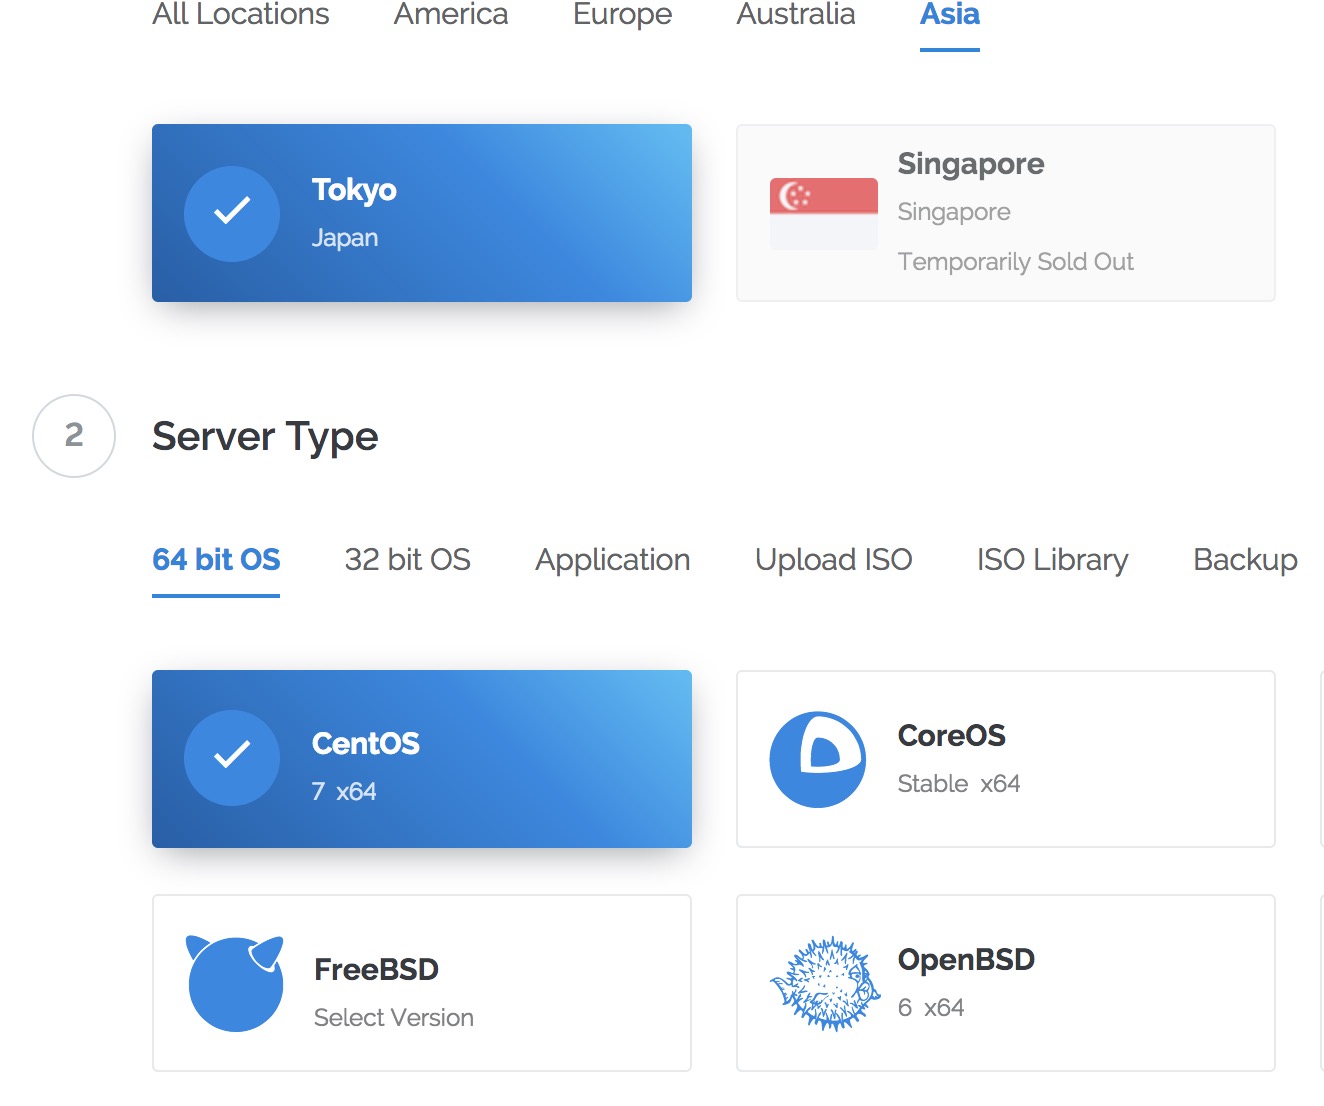 All Locations America Europe Australia Asia
Tokyo
Japan
Singapore
Singapore
Temporarily Sold Out
2 Server Type
64 bit OS 32 bit OS Application Upload ISO ISO Library Backup
CentOS
7 x64
CoreOS
Stable x64
FreeBSD
Select Version
OpenBSD
6 x64